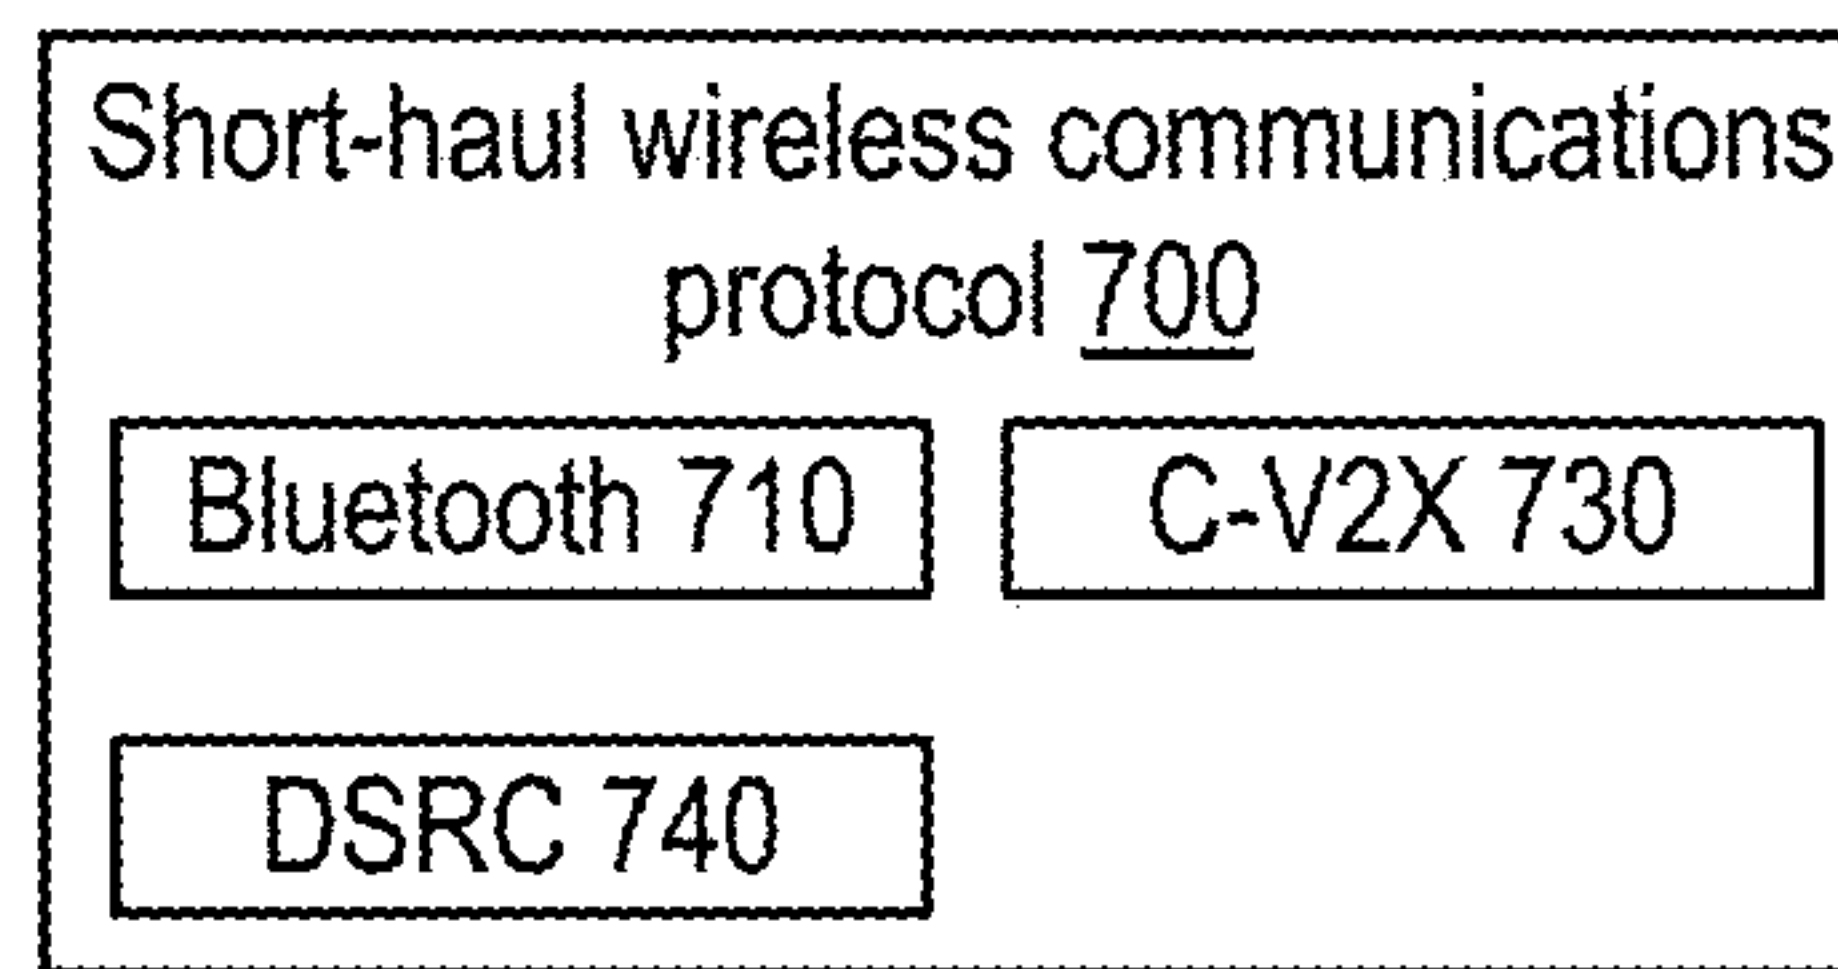 Short-haul wireless communications
protocol 700
Bluetooth 710
C-V2X 730
DSRC 740